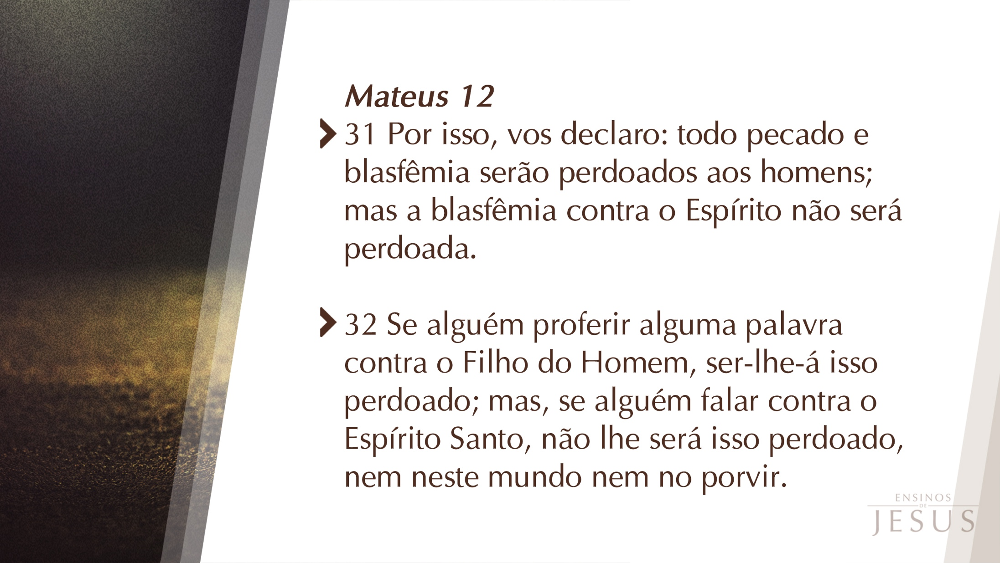 Mateus 12
31 Por isso, vos declaro: todo pecado e
blasfêmia serão perdoados aos homens;
mas a blasfêmia contra o Espírito não será
perdoada.
32 Se alguém proferir alguma palavra
contra o Filho do Homem, ser-lhe-á isso
perdoado; mas, se alguém falar contra o
Espírito Santo, não lhe será isso perdoado,
nem neste mundo nem no porvir.
ENSINOS
DE
JESUS